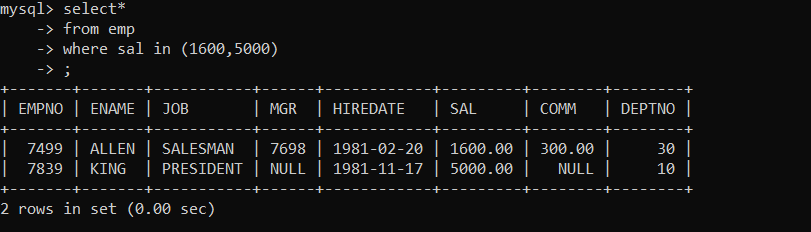 mysql> select*
    -> from emp
    -> where sal in (1600,5000)
    -> ;
+-------+-------+-----------+------+------------+---------+--------+--------+
| EMPNO | ENAME | JOB       | MGR  | HIREDATE   | SAL     | COMM   | DEPTNO |
+-------+-------+-----------+------+------------+---------+--------+--------+
|  7499 | ALLEN | SALESMAN  | 7698 | 1981-02-20 | 1600.00 | 300.00 |     30 |
|  7839 | KING  | PRESIDENT | NULL | 1981-11-17 | 5000.00 |   NULL |     10 |
+-------+-------+-----------+------+------------+---------+--------+--------+
2 rows in set (0.00 sec)